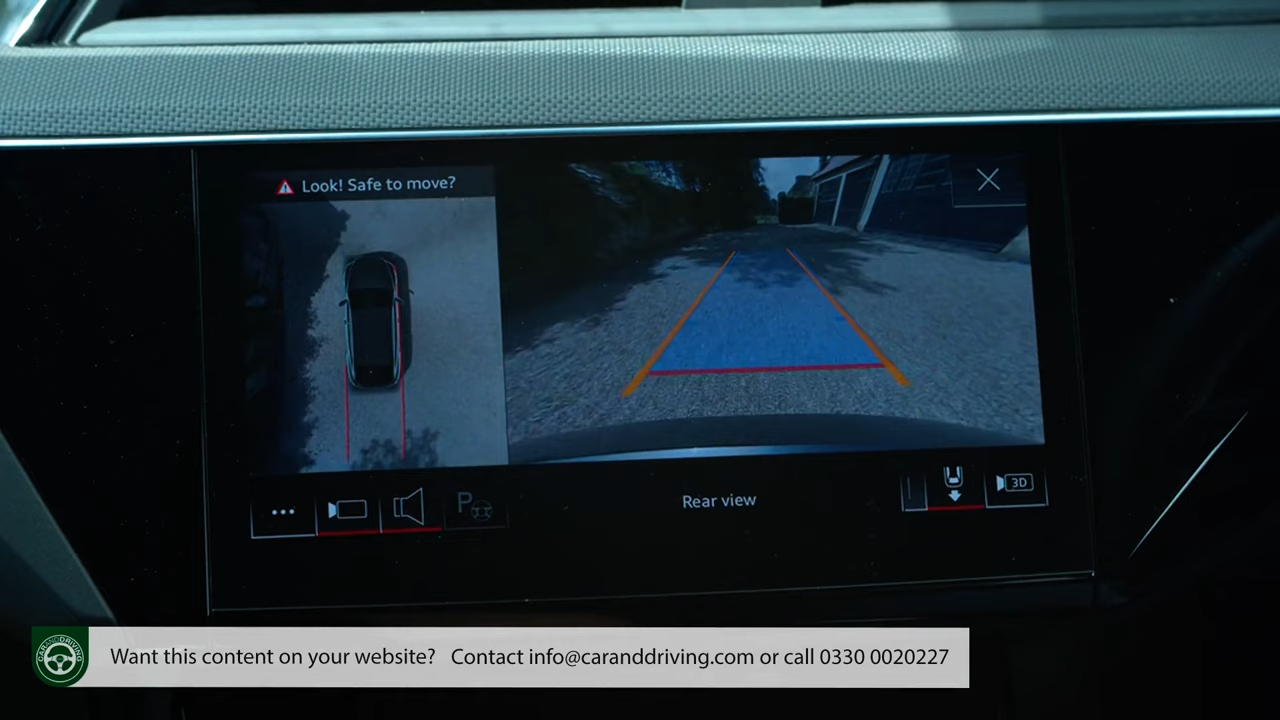 Look! Safe to move?
P
Rear view
3D
CARANDDRIVING
Want this content on your website? Contact info@caranddriving.com or call 0330 0020227